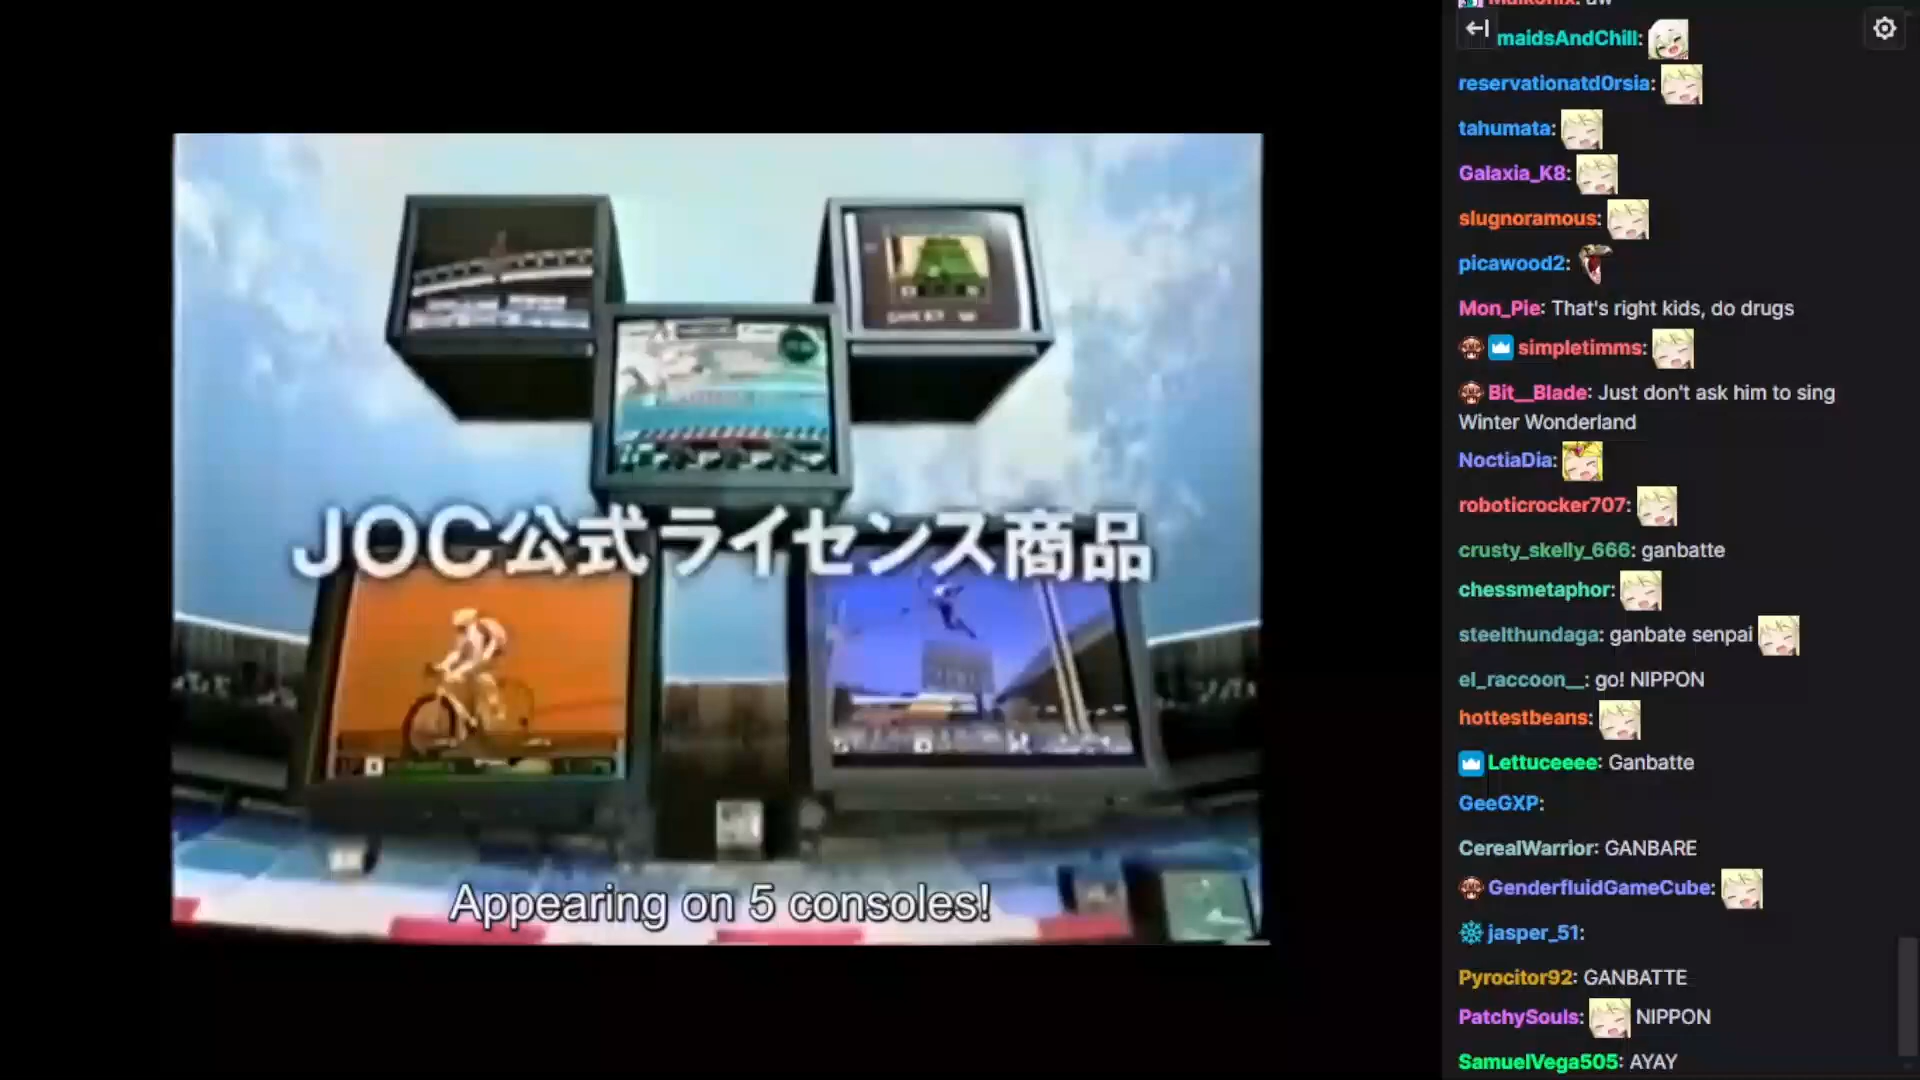 JOC公式ライセンス商品
Appearing on 5 consoles!
maidsAndChill:
reservationatd0rsia:
tahumata:
Galaxia_K8:
slugnoramous:
picawood2:
Mon_Pie: That's right kids, do drugs
simpletimms:
Bit__Blade: Just don't ask him to sing
Winter Wonderland
NoctiaDia:
roboticrocker707:
crusty_skelly_666: ganbatte
chessmetaphor:
steelthundaga: ganbate senpai
el_raccoon__: go! NIPPON
hottestbeans:
Lettuceeee: Ganbatte
GeeGXP:
CerealWarrior: GANBARE
GenderfluidGameCube:
jasper_51:
Pyrocitor92: GANBATTE
PatchySouls: NIPPON
SamuelVega505: AYAY